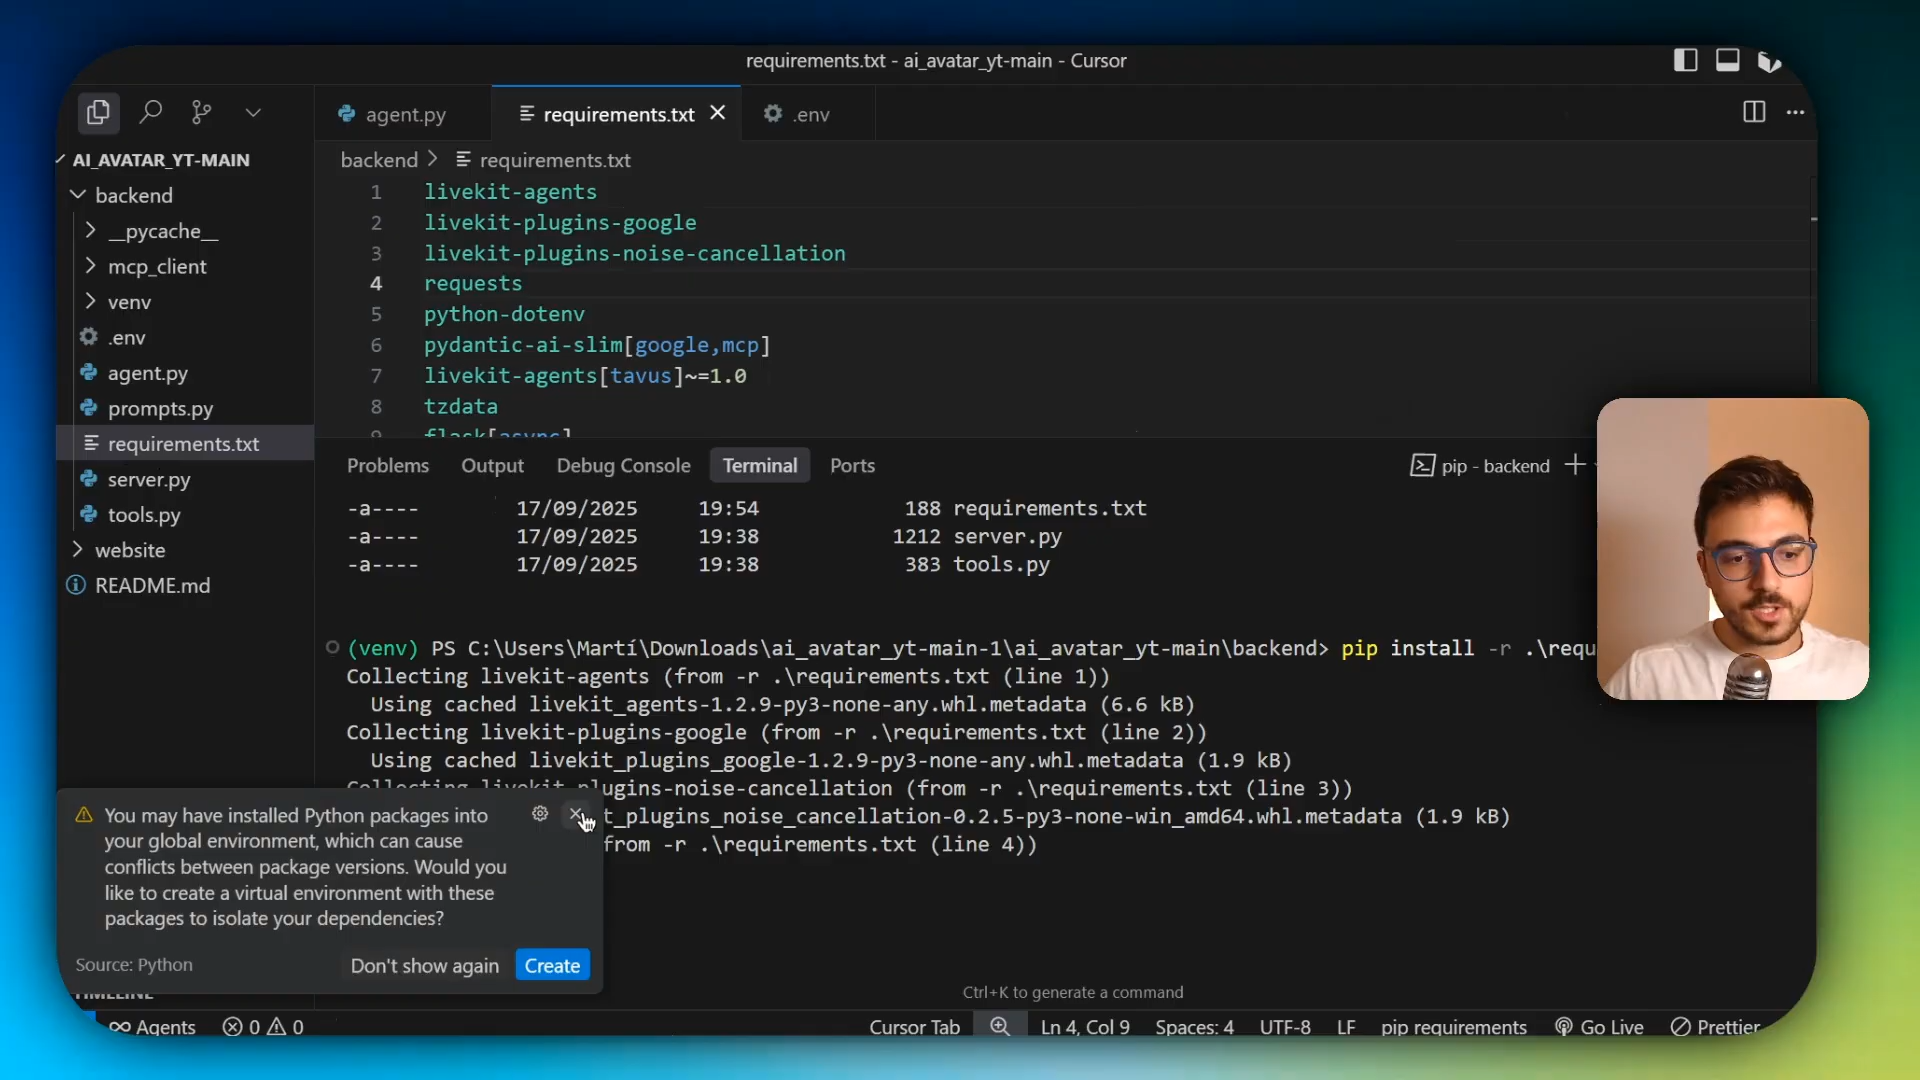 requirements.txt - ai_avatar_yt-main - Cursor
agent.py
requirements.txt
.env
AI_AVATAR_YT-MAIN
backend
__pycache__
mcp_client
venv
.env
agent.py
prompts.py
requirements.txt
server.py
tools.py
website
README.md
backend > requirements.txt
1 livekit-agents
2 livekit-plugins-google
3 livekit-plugins-noise-cancellation
4 requests
5 python-dotenv
6 pydantic-ai-slim[google,mcp]
7 livekit-agents[tavus]~=1.0
8 tzdata
9 flask[async]
Problems Output Debug Console Terminal Ports
pip - backend
-a---- 17/09/2025 19:54 188 requirements.txt
-a---- 17/09/2025 19:38 1212 server.py
-a---- 17/09/2025 19:38 383 tools.py
(venv) PS C:\Users\Martí\Downloads\ai_avatar_yt-main-1\ai_avatar_yt-main\backend> pip install -r .\requ
Collecting livekit-agents (from -r .\requirements.txt (line 1))
Using cached livekit_agents-1.2.9-py3-none-any.whl.metadata (6.6 kB)
Collecting livekit-plugins-google (from -r .\requirements.txt (line 2))
Using cached livekit_plugins_google-1.2.9-py3-none-any.whl.metadata (1.9 kB)
Collecting livekit-plugins-noise-cancellation (from -r .\requirements.txt (line 3))
t_plugins_noise_cancellation-0.2.5-py3-none-win_amd64.whl.metadata (1.9 kB)
from -r .\requirements.txt (line 4))
You may have installed Python packages into
your global environment, which can cause
conflicts between package versions. Would you
like to create a virtual environment with these
packages to isolate your dependencies?
Source: Python
Don't show again
Create
TIMELINE
Ctrl+K to generate a command
Agents
0 0
Cursor Tab
Ln 4, Col 9
Spaces: 4
UTF-8
LF
pip requirements
Go Live
Prettier